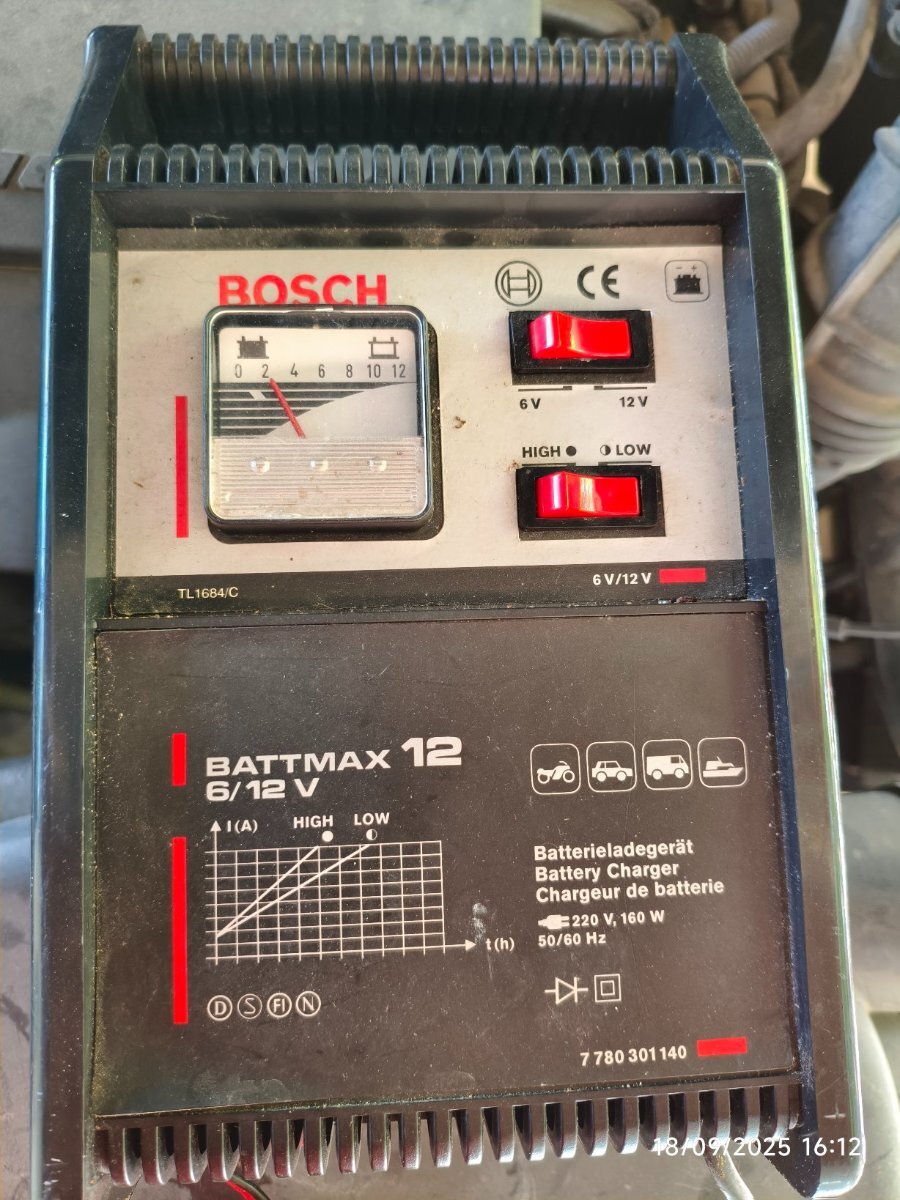 BOSCH
CE
- +
0 2 4 6 8 10 12
6 V 12 V
HIGH LOW
6 V/12 V
TL1684/C
BATTMAX 12
6/12 V
I (A) HIGH LOW
t (h)
Batterieladegerät
Battery Charger
Chargeur de batterie
220 V, 160 W
50/60 Hz
D S FI N
7 780 301 140
18/09/2025 16:12